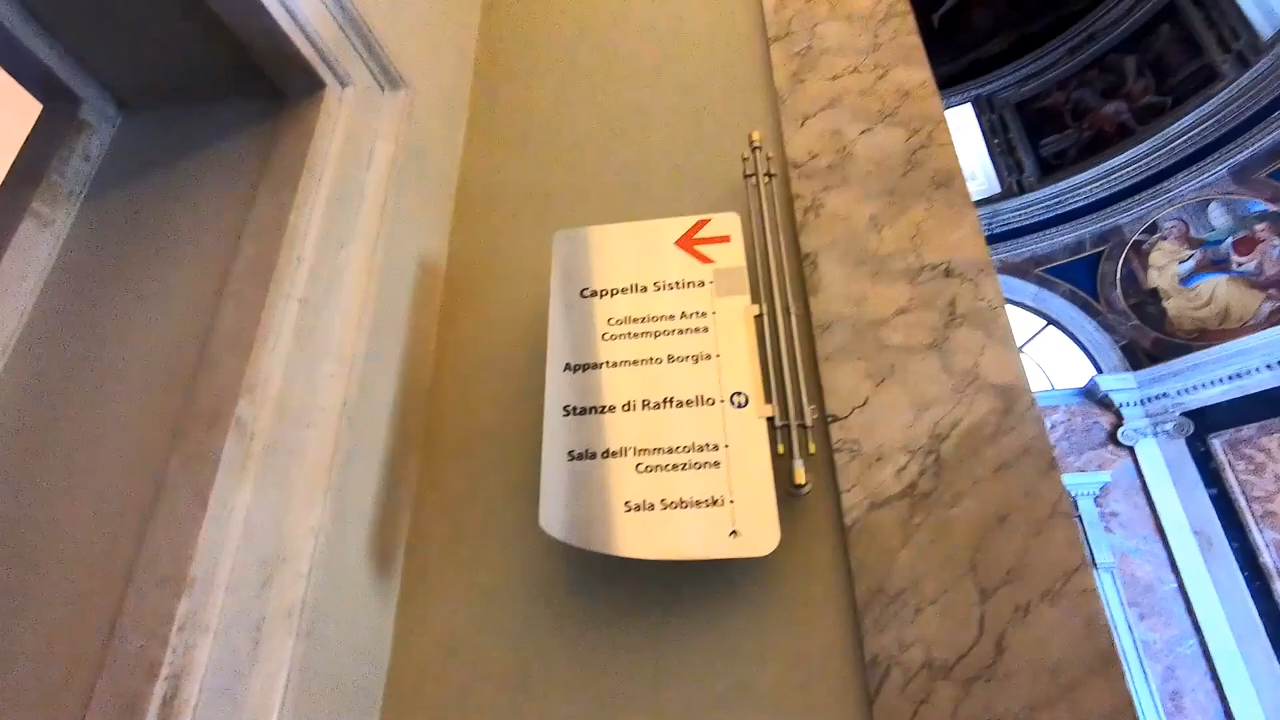 Cappella Sistina
Collezione Arte
Contemporanea
Appartamento Borgia
Stanze di Raffaello
Sala dell'Immacolata
Concezione
Sala Sobieski